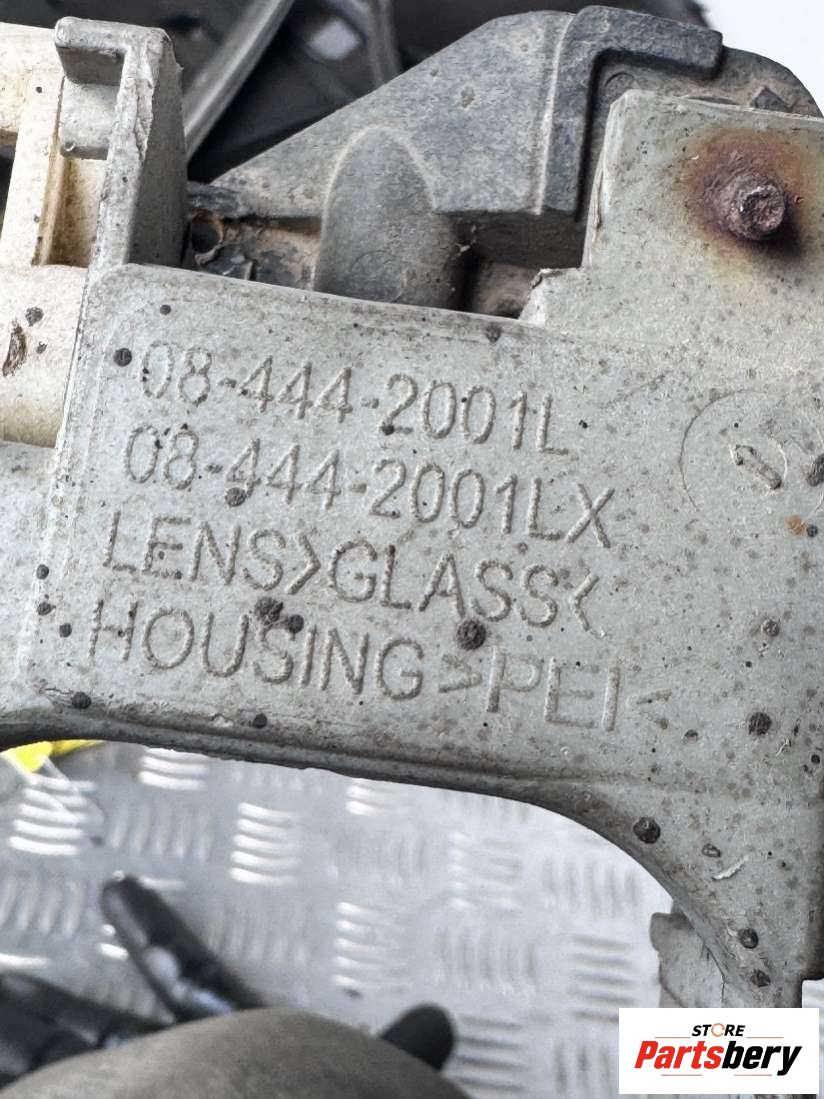 08-444-2001L
08-444-2001LX
LENS>GLASS<
HOUSING>PEI<
STORE
Partsbery